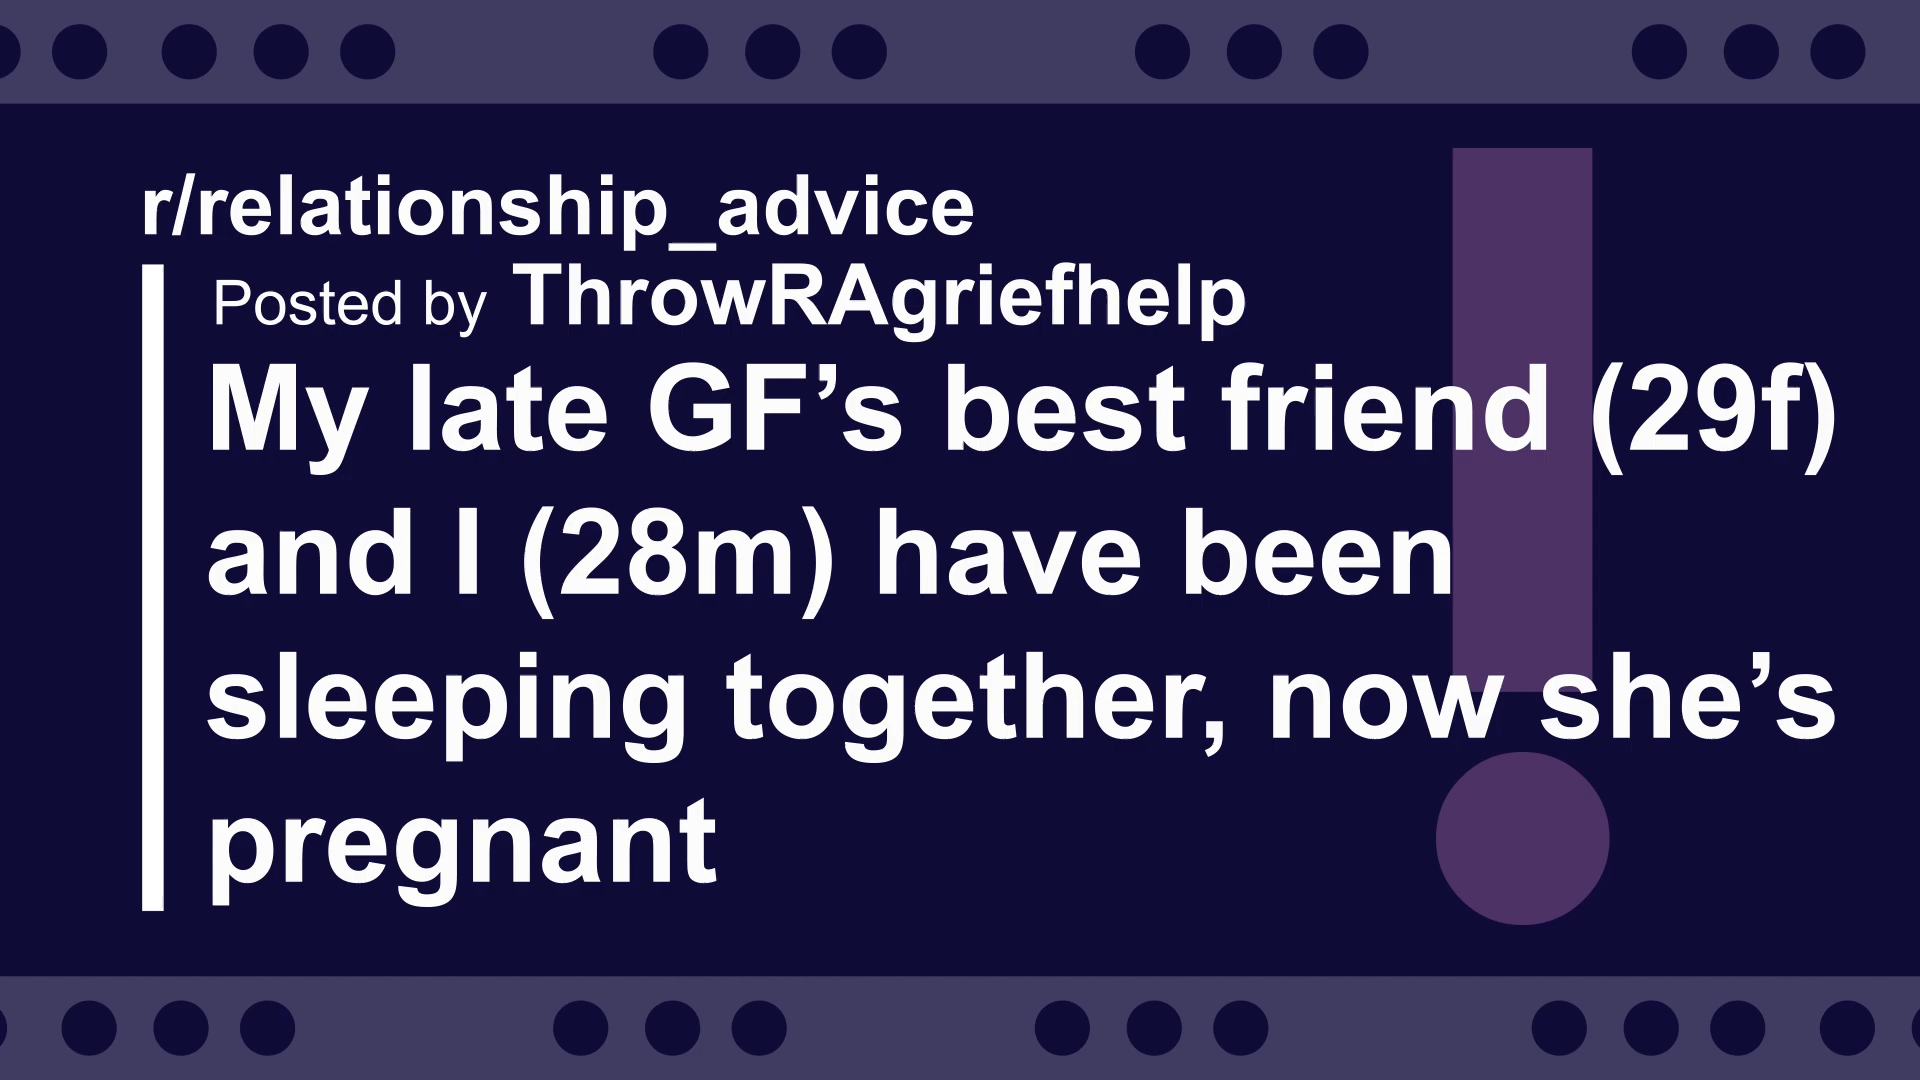 r/relationship_advice
Posted by ThrowRAgriefhelp
My late GF’s best friend (29f)
and I (28m) have been
sleeping together, now she’s
pregnant